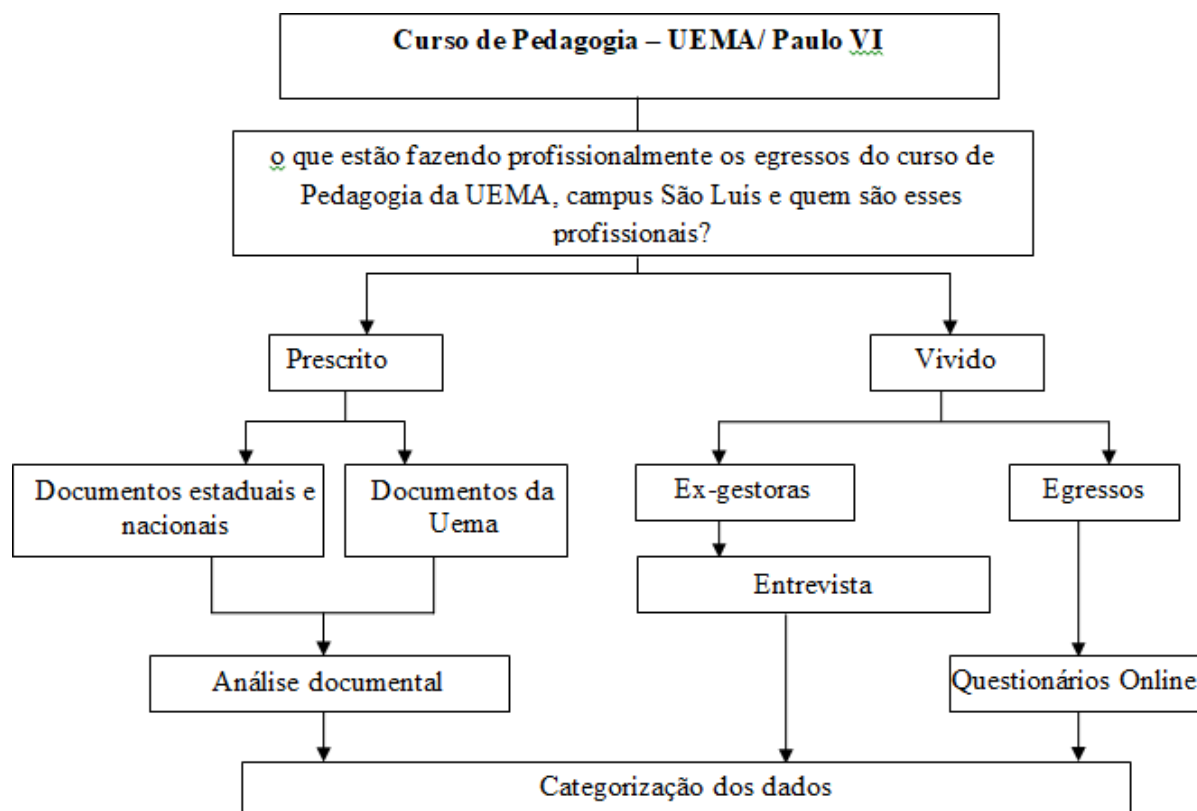 Curso de Pedagogia – UEMA/ Paulo VI
o que estão fazendo profissionalmente os egressos do curso de
Pedagogia da UEMA, campus São Luís e quem são esses
profissionais?
Prescrito
Vivido
Documentos estaduais e
nacionais
Documentos da
Uema
Ex-gestoras
Egressos
Entrevista
Análise documental
Questionários Online
Categorização dos dados